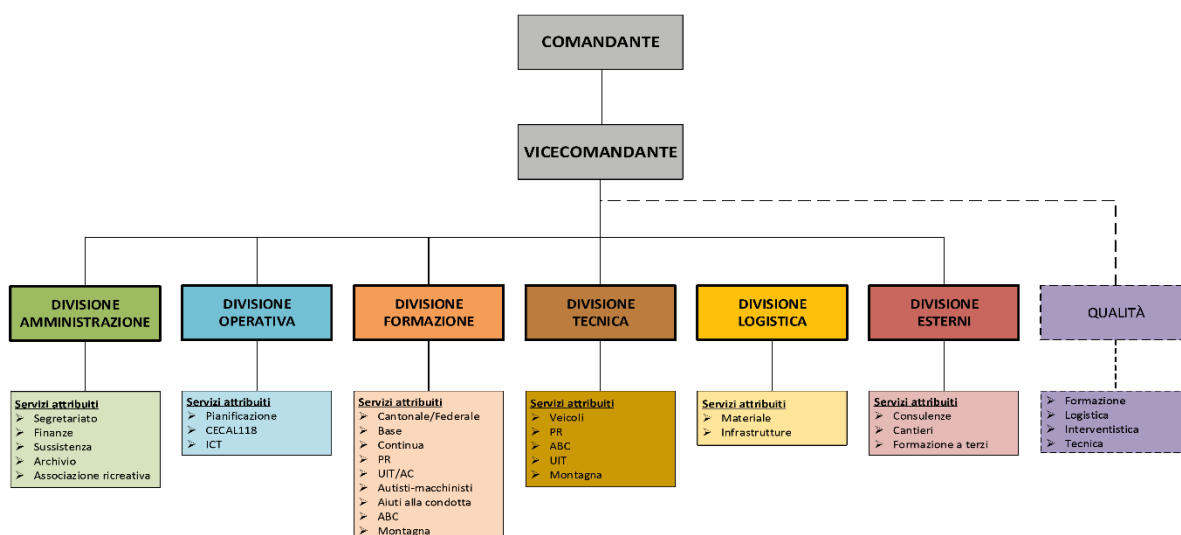 COMANDANTE
VICECOMANDANTE
DIVISIONE
AMMINISTRAZIONE
Servizi attribuiti
Segretariato
Finanze
Sussistenza
Archivio
Associazione ricreativa
DIVISIONE
OPERATIVA
Servizi attribuiti
Pianificazione
CECAL118
ICT
DIVISIONE
FORMAZIONE
Servizi attribuiti
Cantonale/Federale
Base
Continua
PR
UIT/AC
Autisti-macchinisti
Aiuti alla condotta
ABC
Montagna
DIVISIONE
TECNICA
Servizi attribuiti
Veicoli
PR
ABC
UIT
Montagna
DIVISIONE
LOGISTICA
Servizi attribuiti
Materiale
Infrastrutture
DIVISIONE
ESTERNI
Servizi attribuiti
Consulenze
Cantieri
Formazione a terzi
QUALITÀ
Formazione
Logistica
Interventistica
Tecnica